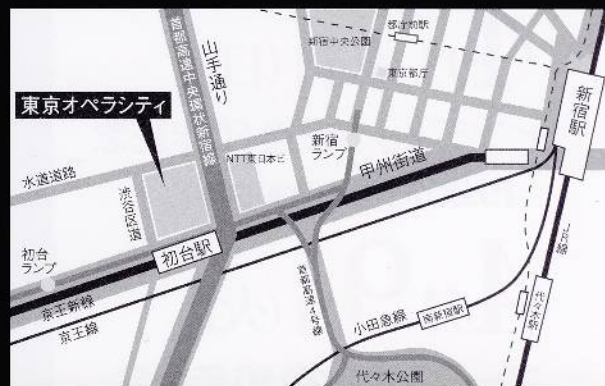 都庁前駅
新宿中央公園
東京都庁
首都高速中央環状新宿線
山手通り
新宿駅
東京オペラシティ
新宿
ランプ
NTT東日本ビ
甲州街道
水道道路
渋谷区道
初台
ランプ
初台駅
JR線
首都高速4号線
代々木駅
京王新線
京王線
小田急線
南新宿駅
代々木公園